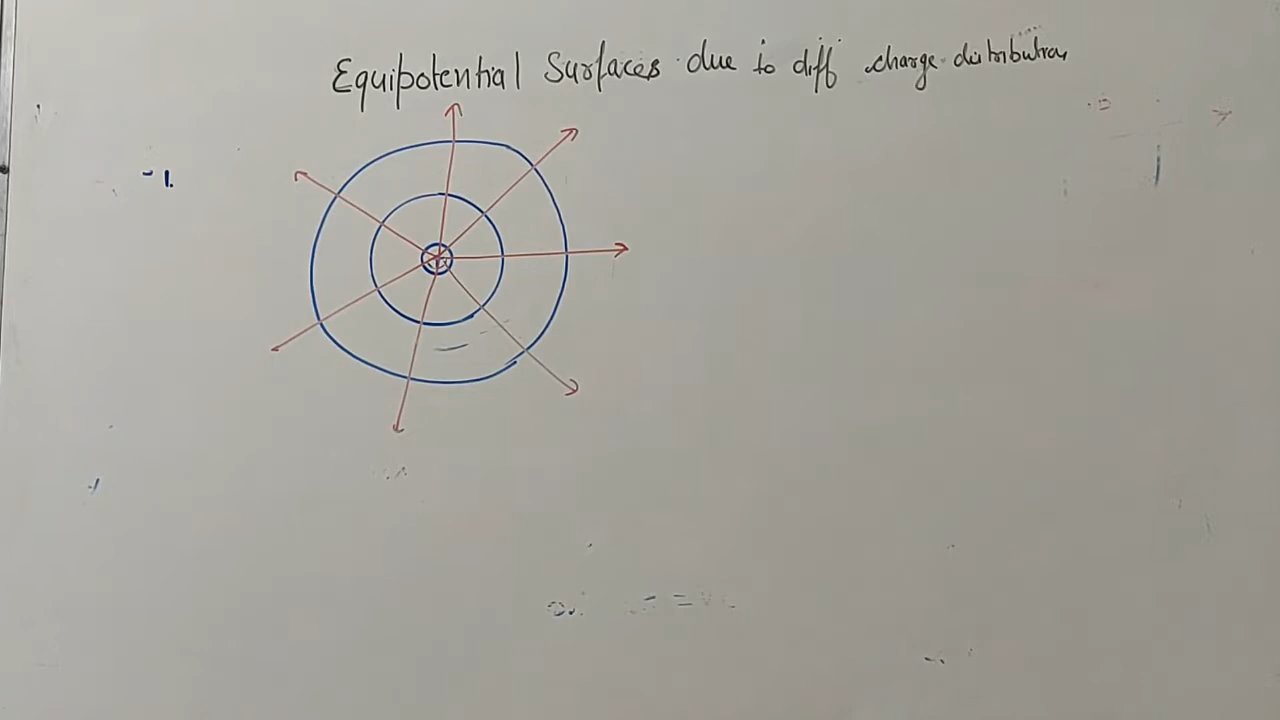 Equipotential Surfaces due to diff charge distribution
1.